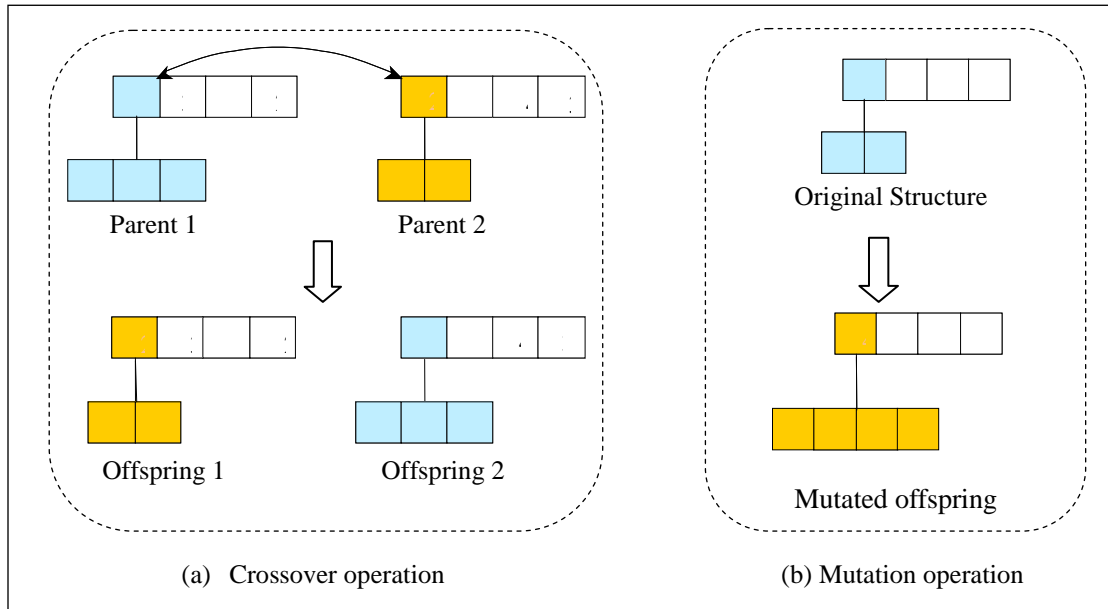 Parent 1
Parent 2
Original Structure
Offspring 1
Offspring 2
Mutated offspring
(a) Crossover operation
(b) Mutation operation